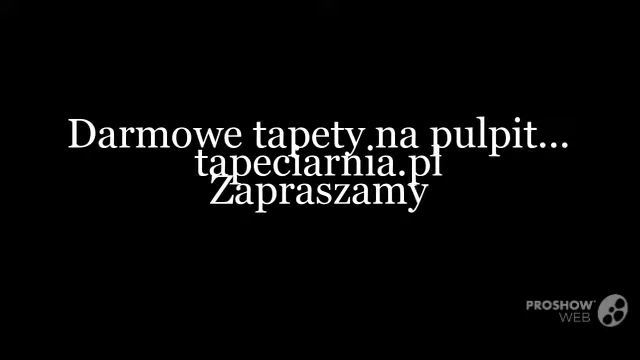 Darmowe tapety na pulpit...
tapeciarnia.pl
Zapraszamy
PROSHOW
WEB